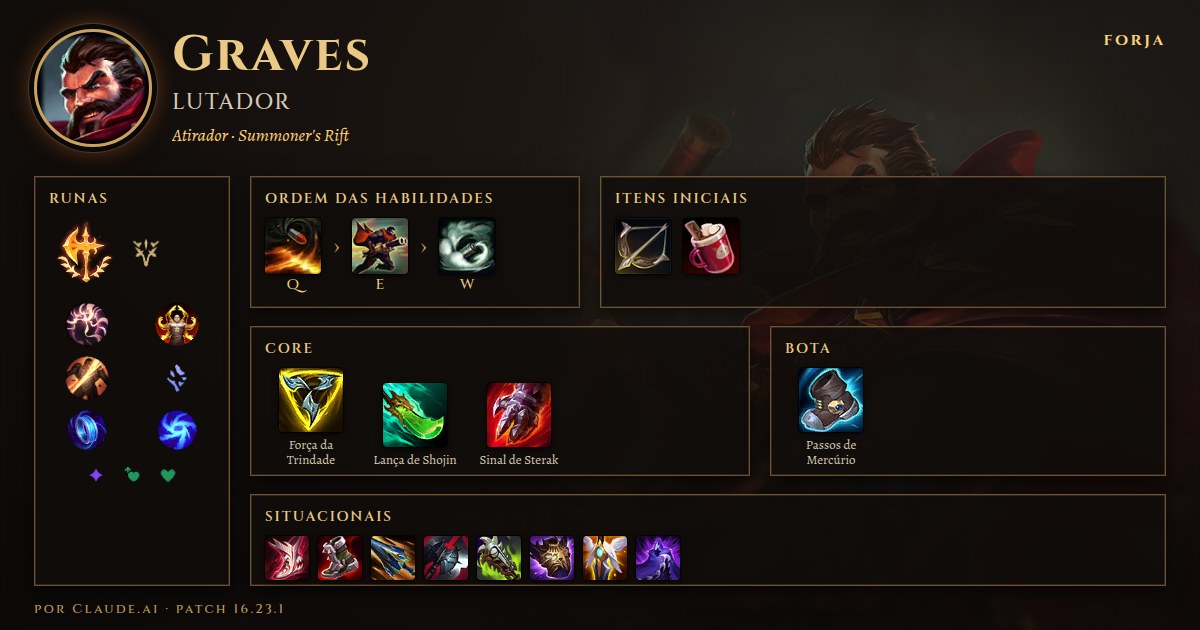 GRAVES
LUTADOR
Atirador · Summoner's Rift
FORJA
RUNAS
ORDEM DAS HABILIDADES
Q › E › W
ITENS INICIAIS
CORE
Força da
Trindade
Lança de Shojin
Sinal de Sterak
BOTA
Passos de
Mercúrio
SITUACIONAIS
POR CLAUDE.AI · PATCH 16.23.1